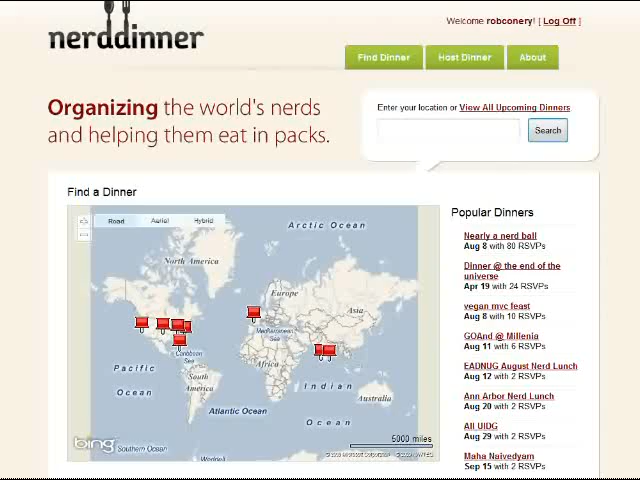 nerddinner
Welcome robconery! [ Log Off ]
Find Dinner
Host Dinner
About
Organizing the world's nerds
and helping them eat in packs.
Enter your location or View All Upcoming Dinners
Search
Find a Dinner
Road Aerial Hybrid
Arctic Ocean
North America
Europe
Asia
Mediterranean
Sea
Caribbean
Sea
Africa
Pacific
Ocean
South
America
Indian
Ocean
Australia
Atlantic Ocean
5000 miles
bing
Southern Ocean
Popular Dinners
Nearly a nerd ball
Aug 8 with 80 RSVPs
Dinner @ the end of the
universe
Apr 19 with 24 RSVPs
vegan mvc feast
Aug 8 with 10 RSVPs
GOAnd @ Millenia
Aug 11 with 6 RSVPs
EADNUG August Nerd Lunch
Aug 12 with 2 RSVPs
Ann Arbor Nerd Lunch
Aug 20 with 2 RSVPs
All UIDG
Aug 29 with 2 RSVPs
Maha Naivedyam
Sep 15 with 2 RSVPs